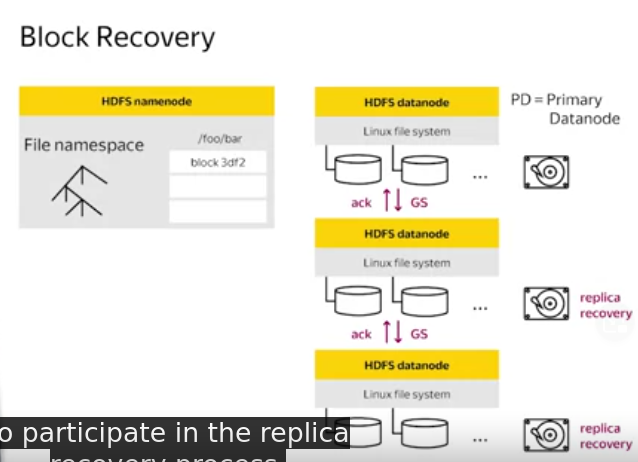 Block Recovery
HDFS namenode
File namespace
/foo/bar
block 3df2
HDFS datanode
Linux file system
PD = Primary
Datanode
...
ack
GS
HDFS datanode
Linux file system
...
replica
recovery
ack
GS
HDFS datanode
Linux file system
...
replica
recovery
o participate in the replica
recovery process